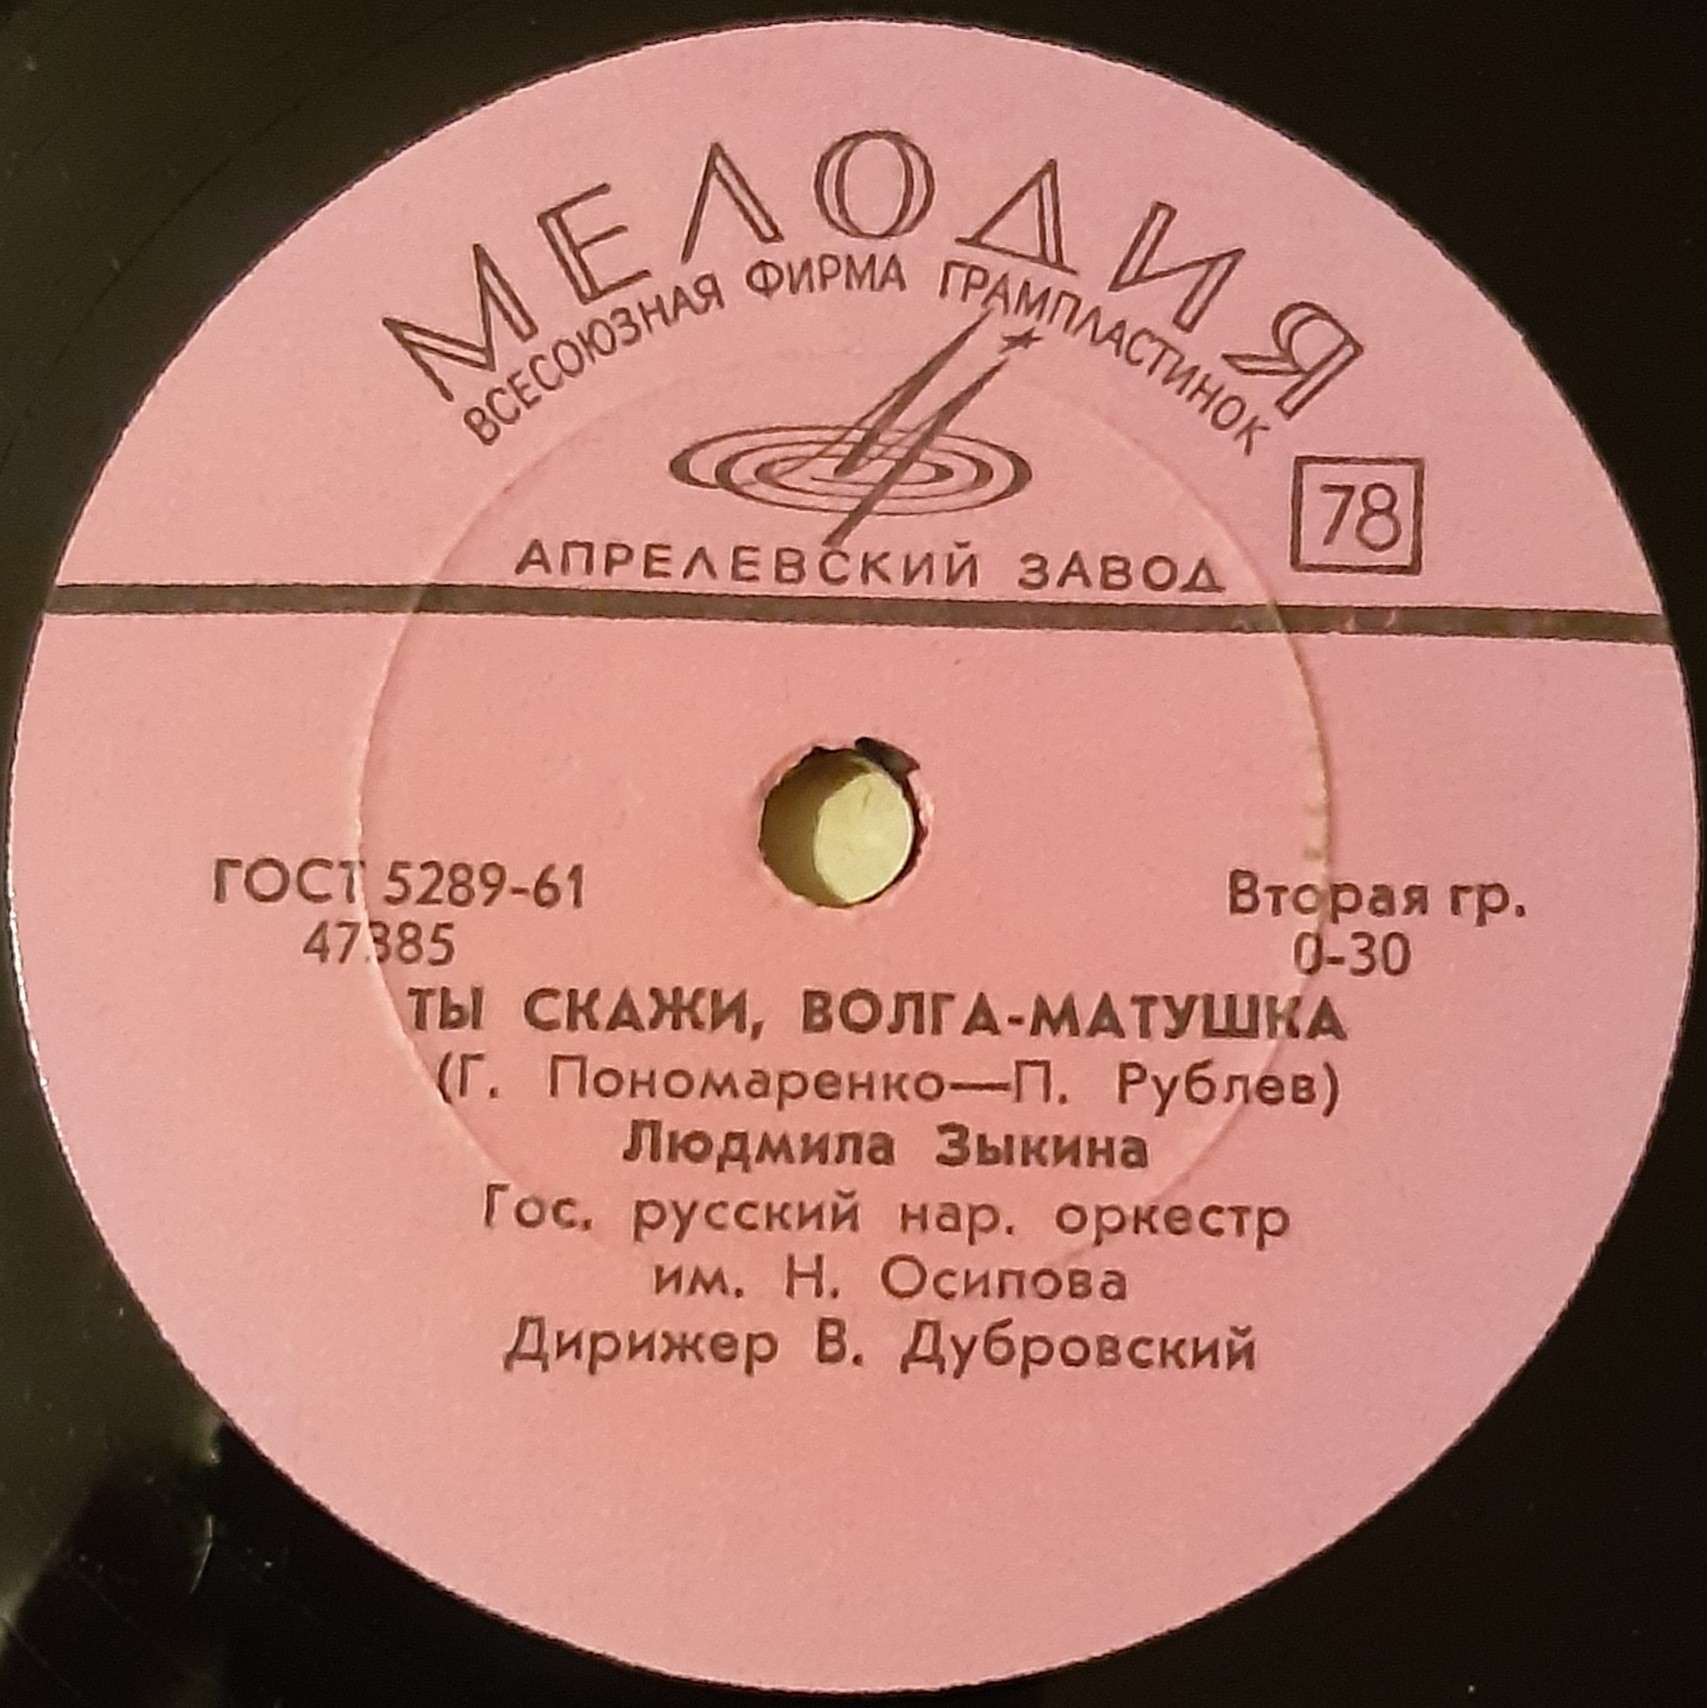 МЕЛОДИЯ
ВСЕСОЮЗНАЯ ФИРМА ГРАМПЛАСТИНОК
78
АПРЕЛЕВСКИЙ ЗАВОД
ГОСТ 5289-61
47385
Вторая гр.
0-30
ТЫ СКАЖИ, ВОЛГА-МАТУШКА
(Г. Пономаренко—П. Рублев)
Людмила Зыкина
Гос. русский нар. оркестр
им. Н. Осипова
Дирижер В. Дубровский